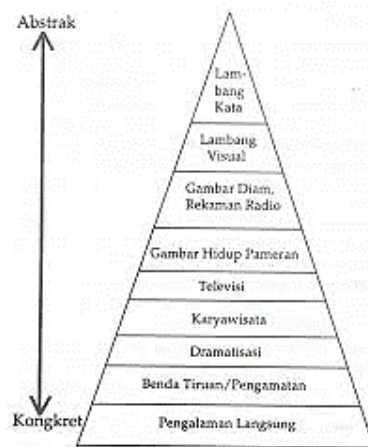 Abstrak
Lam-
bang
Kata
Lambang
Visual
Gambar Diam,
Rekaman Radio
Gambar Hidup Pameran
Televisi
Karyawisata
Dramatisasi
Benda Tiruan/Pengamatan
Kongkret
Pengalaman Langsung